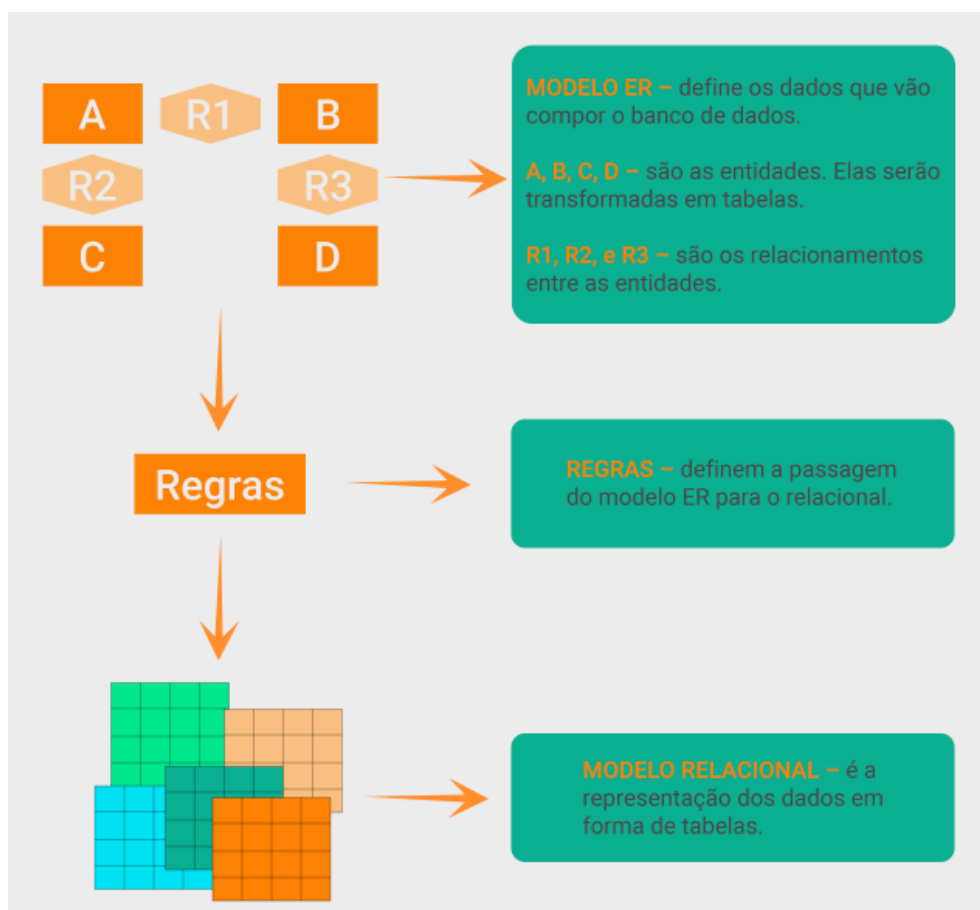 A
R1
B
R2
R3
C
D
MODELO ER – define os dados que vão
compor o banco de dados.
A, B, C, D – são as entidades. Elas serão
transformadas em tabelas.
R1, R2, e R3 – são os relacionamentos
entre as entidades.
Regras
REGRAS – definem a passagem
do modelo ER para o relacional.
MODELO RELACIONAL – é a
representação dos dados em
forma de tabelas.